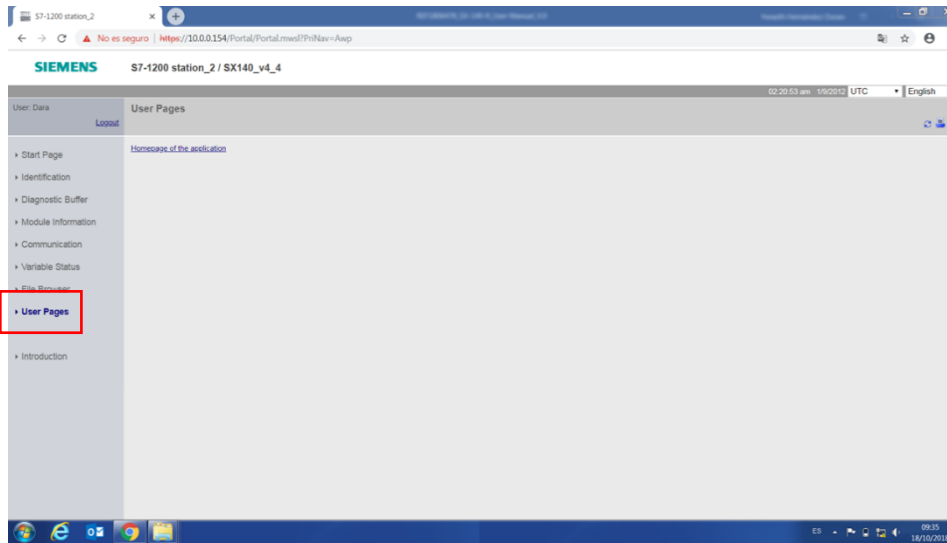 S7-1200 station_2
No es seguro | https://10.0.0.154/Portal/Portal.mwsl?PriNav=Awp
SIEMENS
S7-1200 station_2 / SX140_v4_4
02:20:53 am 1/9/2012 UTC English
User: Dara
User Pages
Logout
Homepage of the application
Start Page
Identification
Diagnostic Buffer
Module Information
Communication
Variable Status
File Browser
User Pages
Introduction
ES
09:35
18/10/201